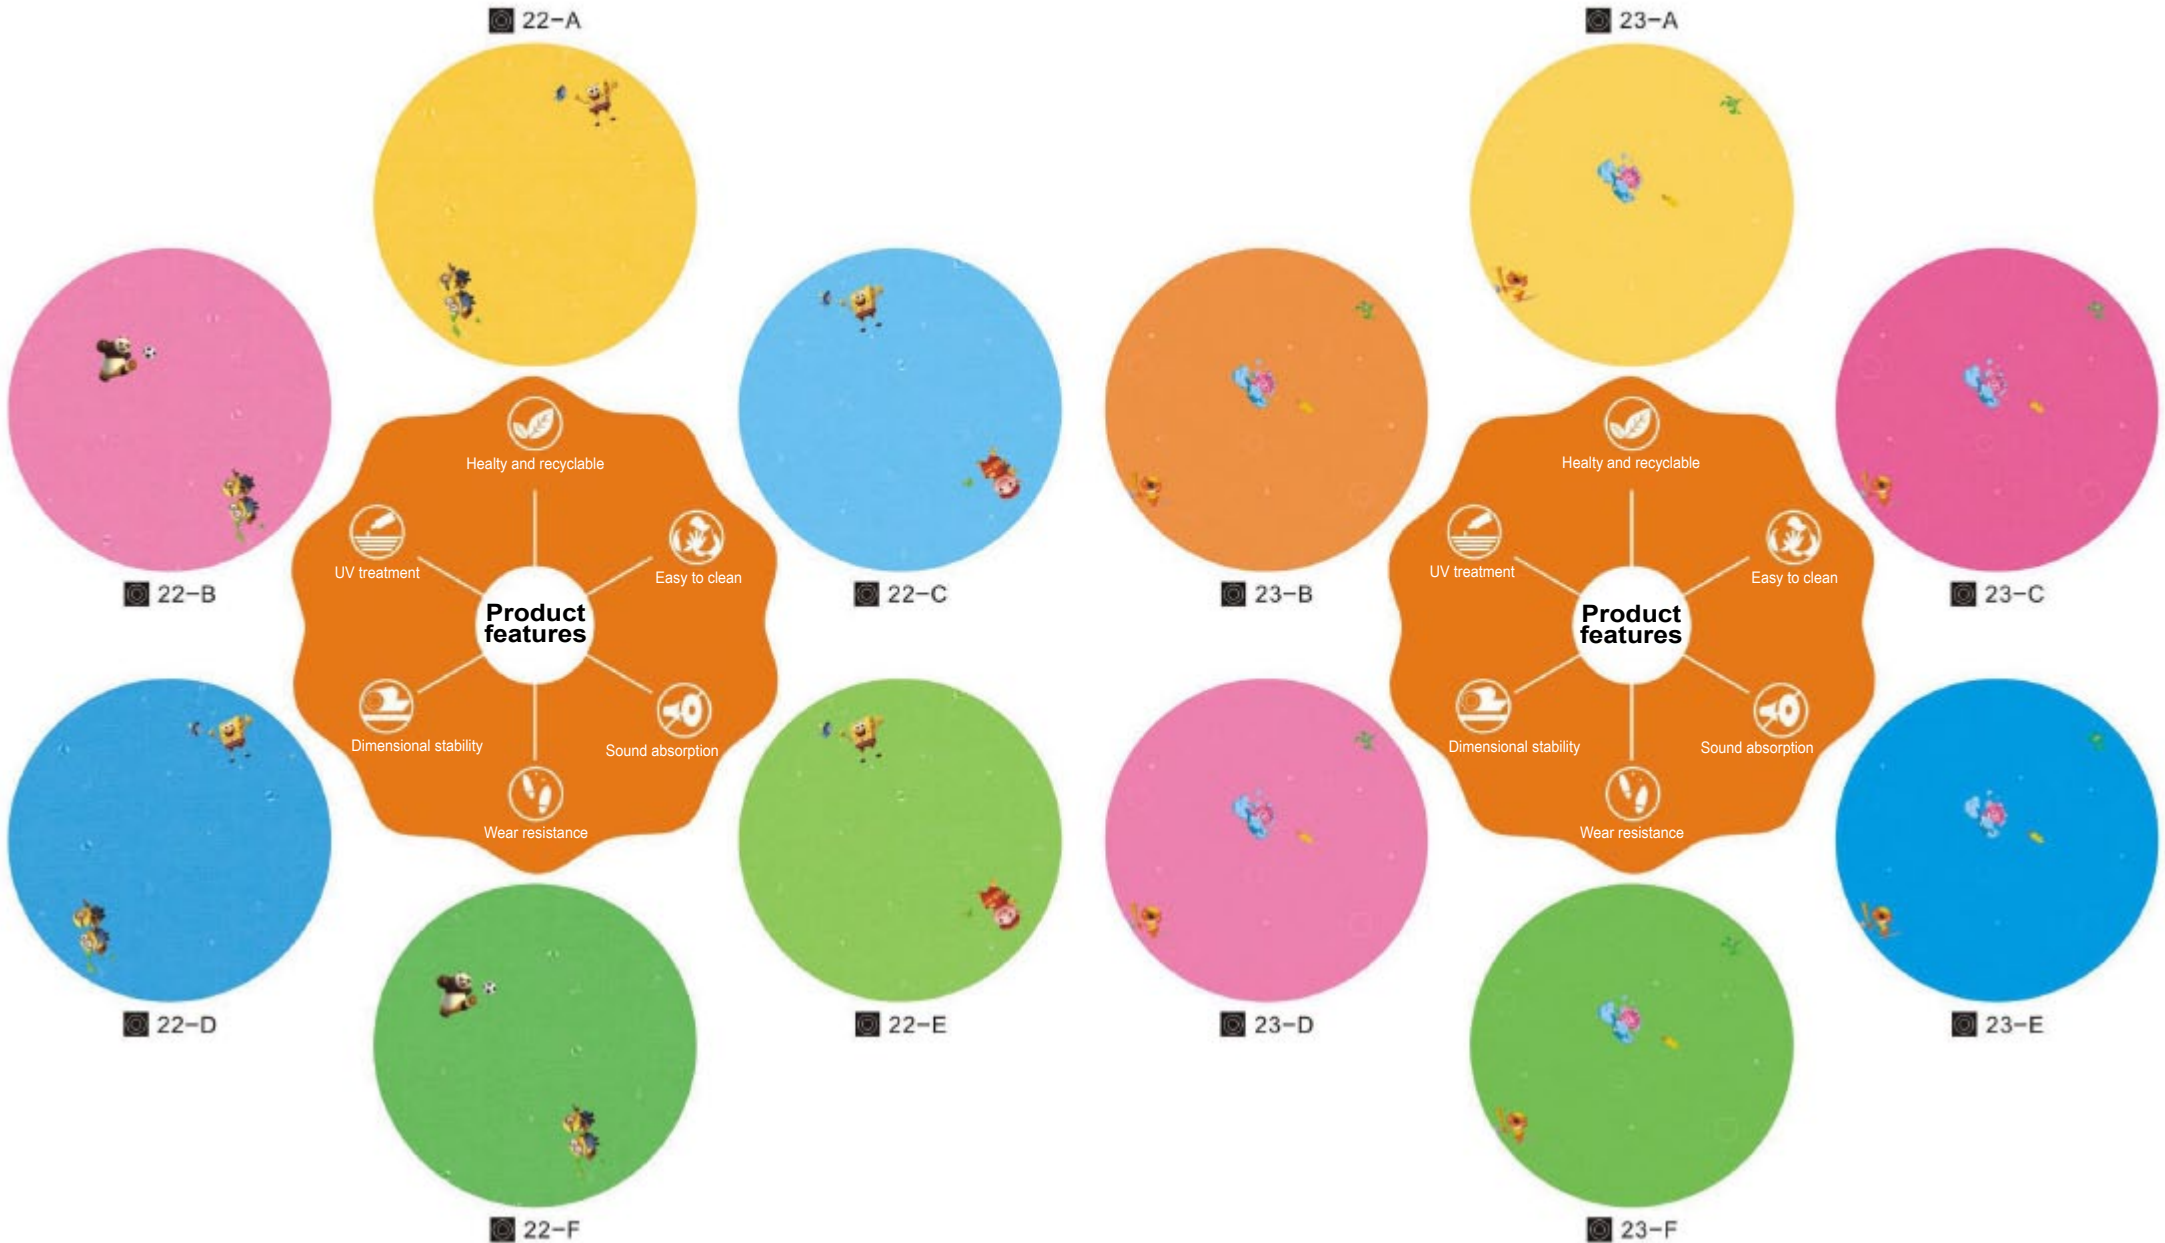 22-A
22-B
22-C
Healty and recyclable
UV treatment
Easy to clean
Product
features
Dimensional stability
Sound absorption
Wear resistance
22-D
22-E
22-F
23-A
23-B
23-C
Healty and recyclable
UV treatment
Easy to clean
Product
features
Dimensional stability
Sound absorption
Wear resistance
23-D
23-E
23-F